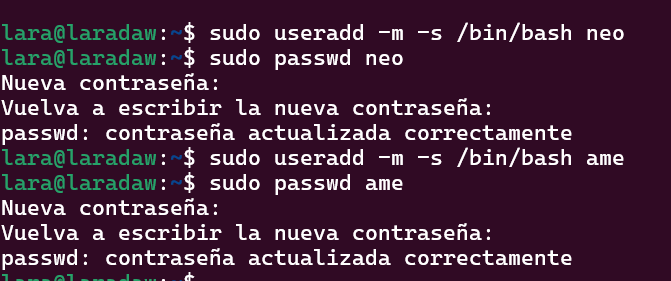 lara@laradaw:~$ sudo useradd -m -s /bin/bash neo
lara@laradaw:~$ sudo passwd neo
Nueva contraseña:
Vuelva a escribir la nueva contraseña:
passwd: contraseña actualizada correctamente
lara@laradaw:~$ sudo useradd -m -s /bin/bash ame
lara@laradaw:~$ sudo passwd ame
Nueva contraseña:
Vuelva a escribir la nueva contraseña:
passwd: contraseña actualizada correctamente
lara@laradaw:~$